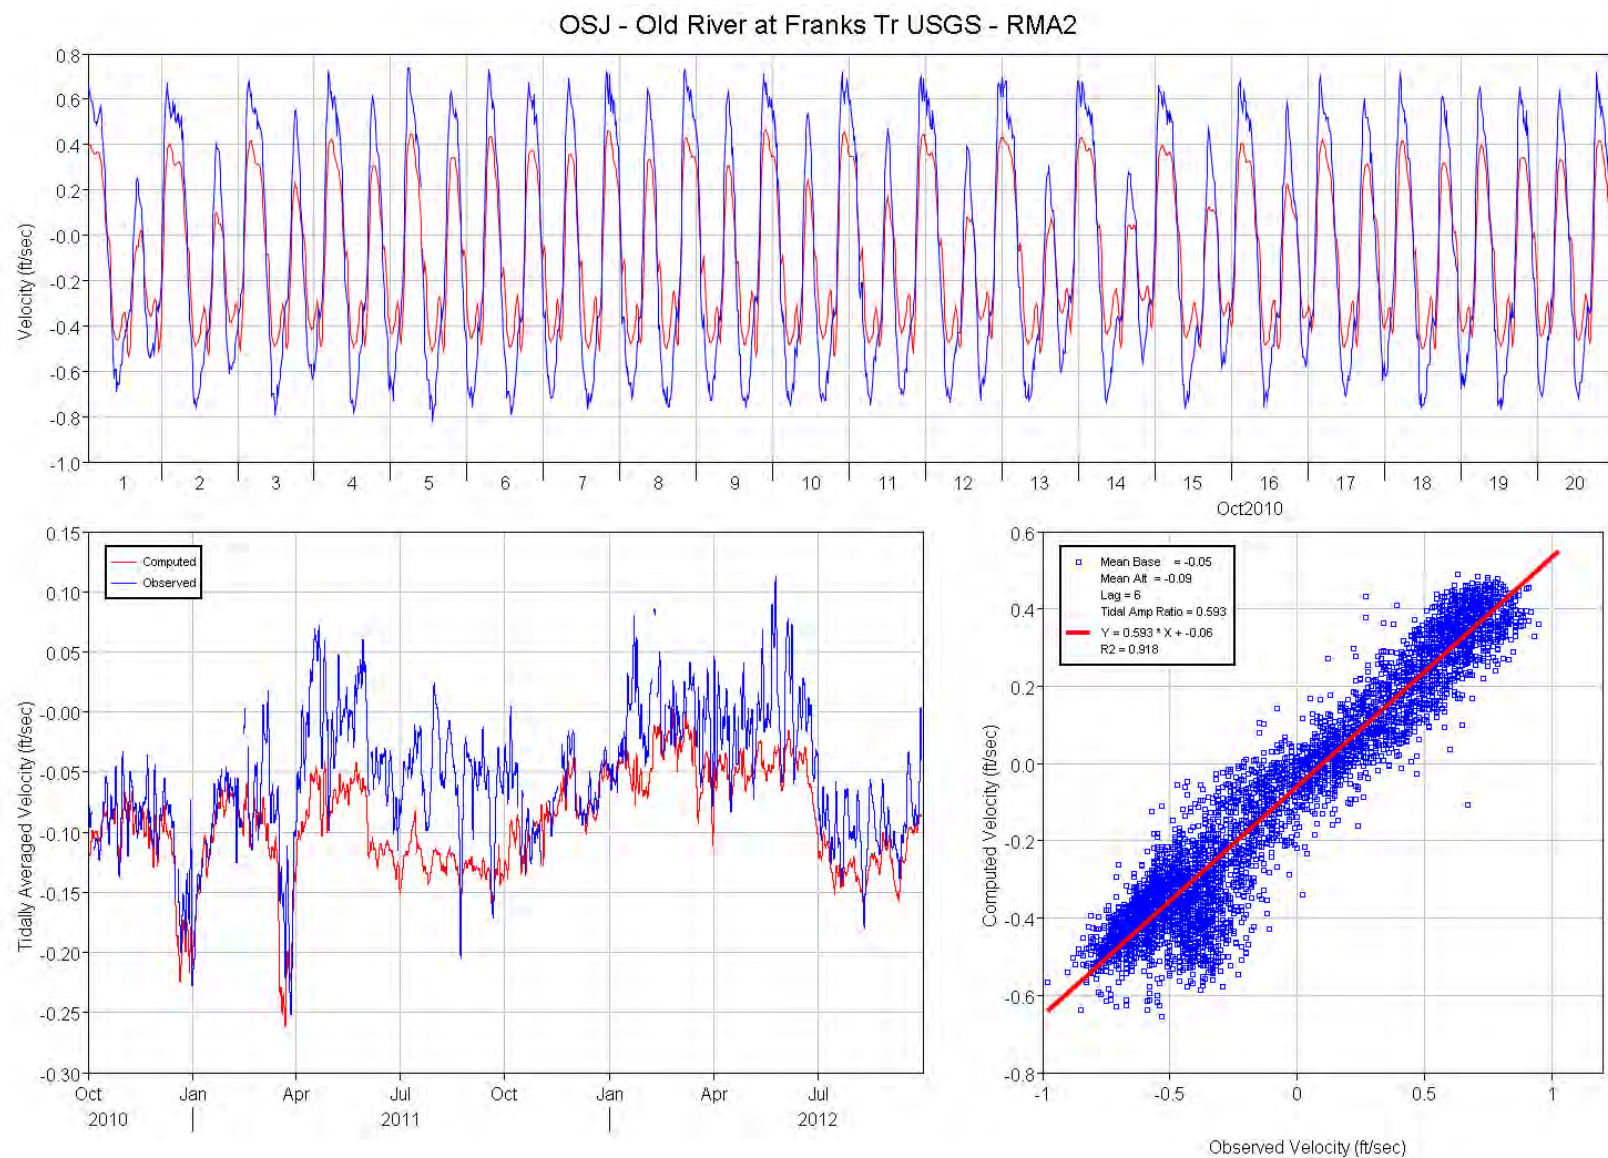 OSJ - Old River at Franks Tr USGS - RMA2
Velocity (ft/sec)
0.8
0.6
0.4
0.2
-0.0
-0.2
-0.4
-0.6
-0.8
-1.0
1 2 3 4 5 6 7 8 9 10 11 12 13 14 15 16 17 18 19 20
Oct2010
Tidally Averaged Velocity (ft/sec)
0.15
0.10
0.05
-0.00
-0.05
-0.10
-0.15
-0.20
-0.25
-0.30
Computed
Observed
Oct Jan Apr Jul Oct Jan Apr Jul
2010 2011 2012
Computed Velocity (ft/sec)
0.6
0.4
0.2
0.0
-0.2
-0.4
-0.6
-0.8
Mean Base = -0.05
Mean Alt = -0.09
Lag = 6
Tidal Amp Ratio = 0.593
Y = 0.593 * X + -0.06
R2 = 0.918
-1 -0.5 0 0.5 1
Observed Velocity (ft/sec)